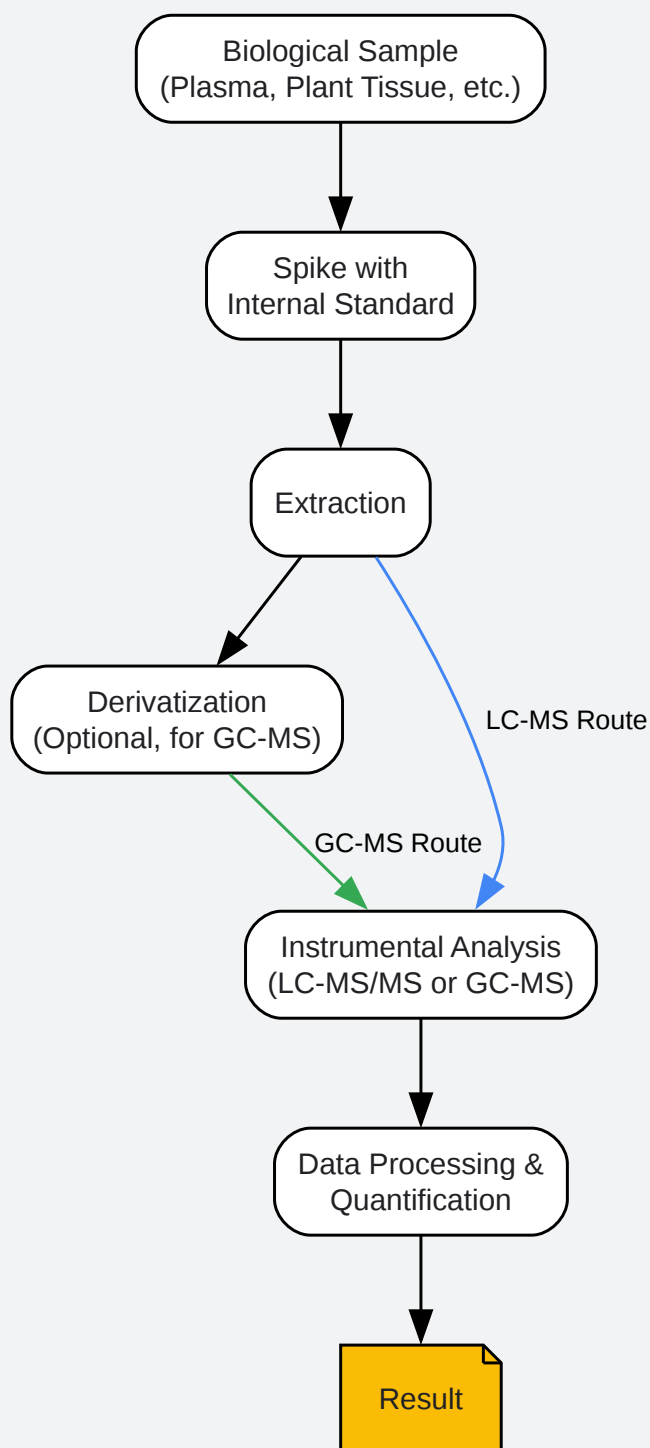 Biological Sample
(Plasma, Plant Tissue, etc.)
Spike with
Internal Standard
Extraction
Derivatization
(Optional, for GC-MS)
LC-MS Route
GC-MS Route
Instrumental Analysis
(LC-MS/MS or GC-MS)
Data Processing &
Quantification
Result